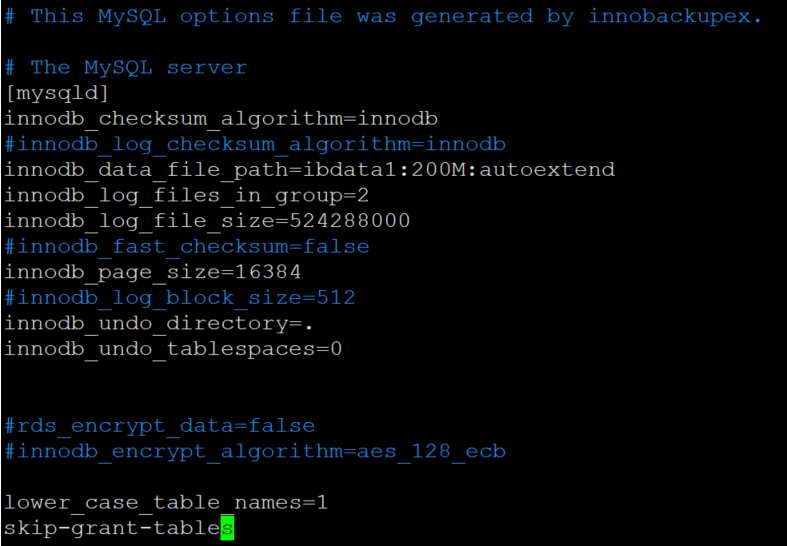 # This MySQL options file was generated by innobackupex.
# The MySQL server
[mysqld]
innodb_checksum_algorithm=innodb
#innodb_log_checksum_algorithm=innodb
innodb_data_file_path=ibdata1:200M:autoextend
innodb_log_files_in_group=2
innodb_log_file_size=524288000
#innodb_fast_checksum=false
innodb_page_size=16384
#innodb_log_block_size=512
innodb_undo_directory=.
innodb_undo_tablespaces=0
#rds_encrypt_data=false
#innodb_encrypt_algorithm=aes_128_ecb
lower_case_table_names=1
skip-grant-tables